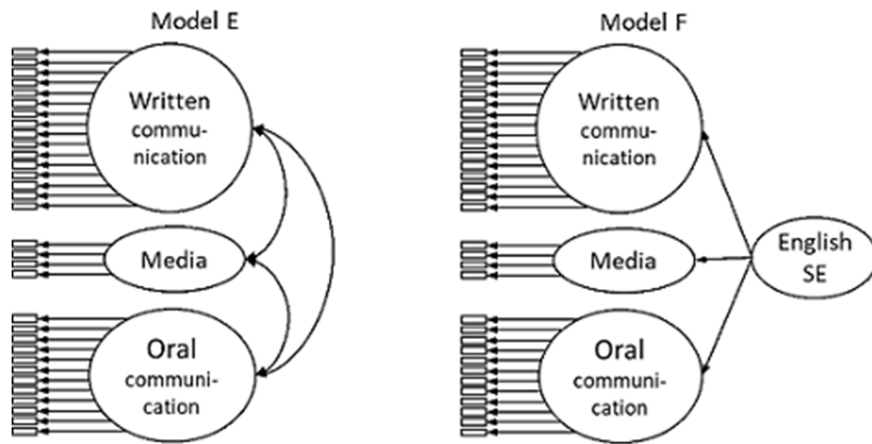 Model E
Written
commu-
nication
Media
Oral
communi-
cation
Model F
Written
commu-
nication
Media
Oral
communi-
cation
English
SE